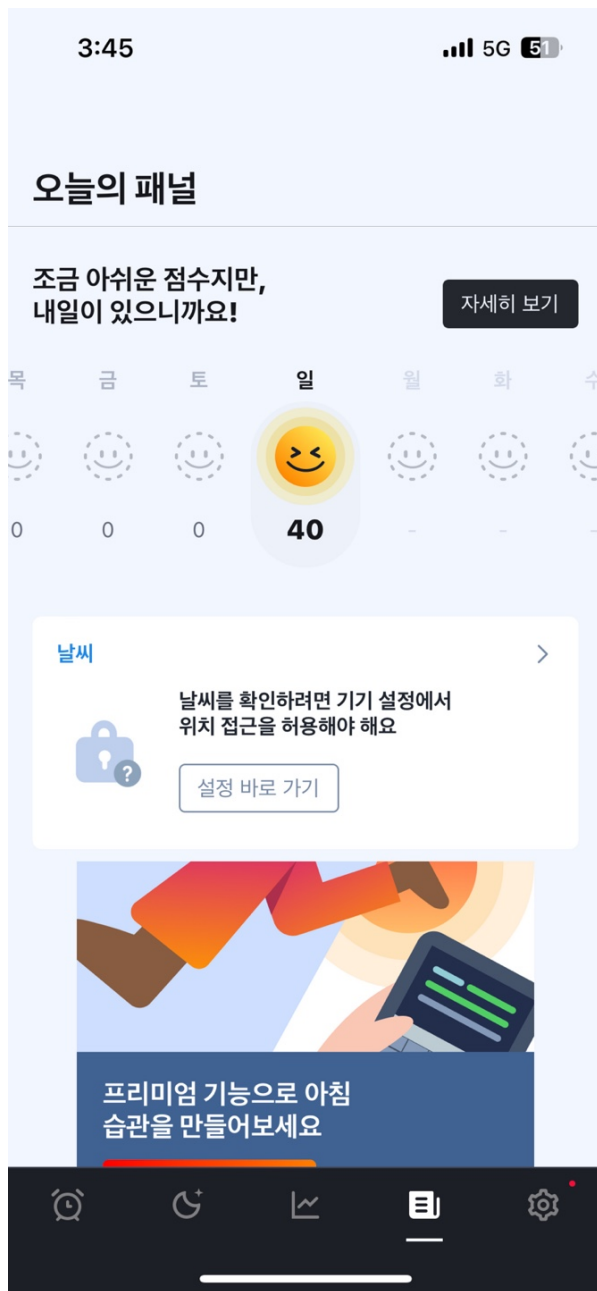 3:45
5G 51
오늘의 패널
조금 아쉬운 점수지만,
내일이 있으니까요!
자세히 보기
목 금 토 일 월 화
0 0 0 40 - - -
날씨
날씨를 확인하려면 기기 설정에서
위치 접근을 허용해야 해요
?
설정 바로 가기
프리미엄 기능으로 아침
습관을 만들어보세요